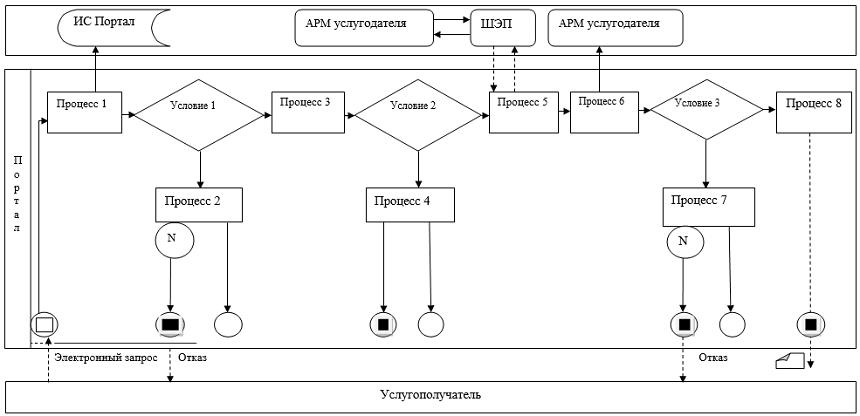 ИС Портал
АРМ услугодателя
ШЭП
АРМ услугодателя
Портал
Процесс 1
Условие 1
Процесс 3
Условие 2
Процесс 5
Процесс 6
Условие 3
Процесс 8
Процесс 2
Процесс 4
Процесс 7
N
N
Электронный запрос
Отказ
Отказ
Услугополучатель